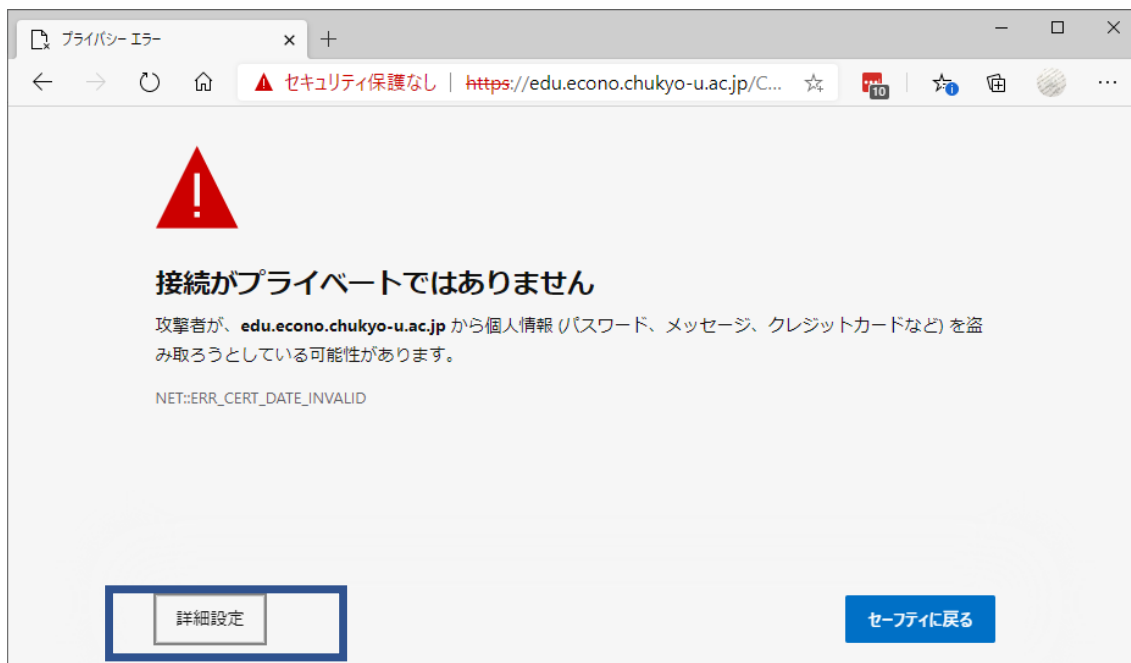 プライバシー エラー
セキュリティ保護なし | https://edu.econo.chukyo-u.ac.jp/C...
10
接続がプライベートではありません
攻撃者が、edu.econo.chukyo-u.ac.jp から個人情報 (パスワード、メッセージ、クレジットカードなど) を盗
み取ろうとしている可能性があります。
NET::ERR_CERT_DATE_INVALID
詳細設定
セーフティに戻る